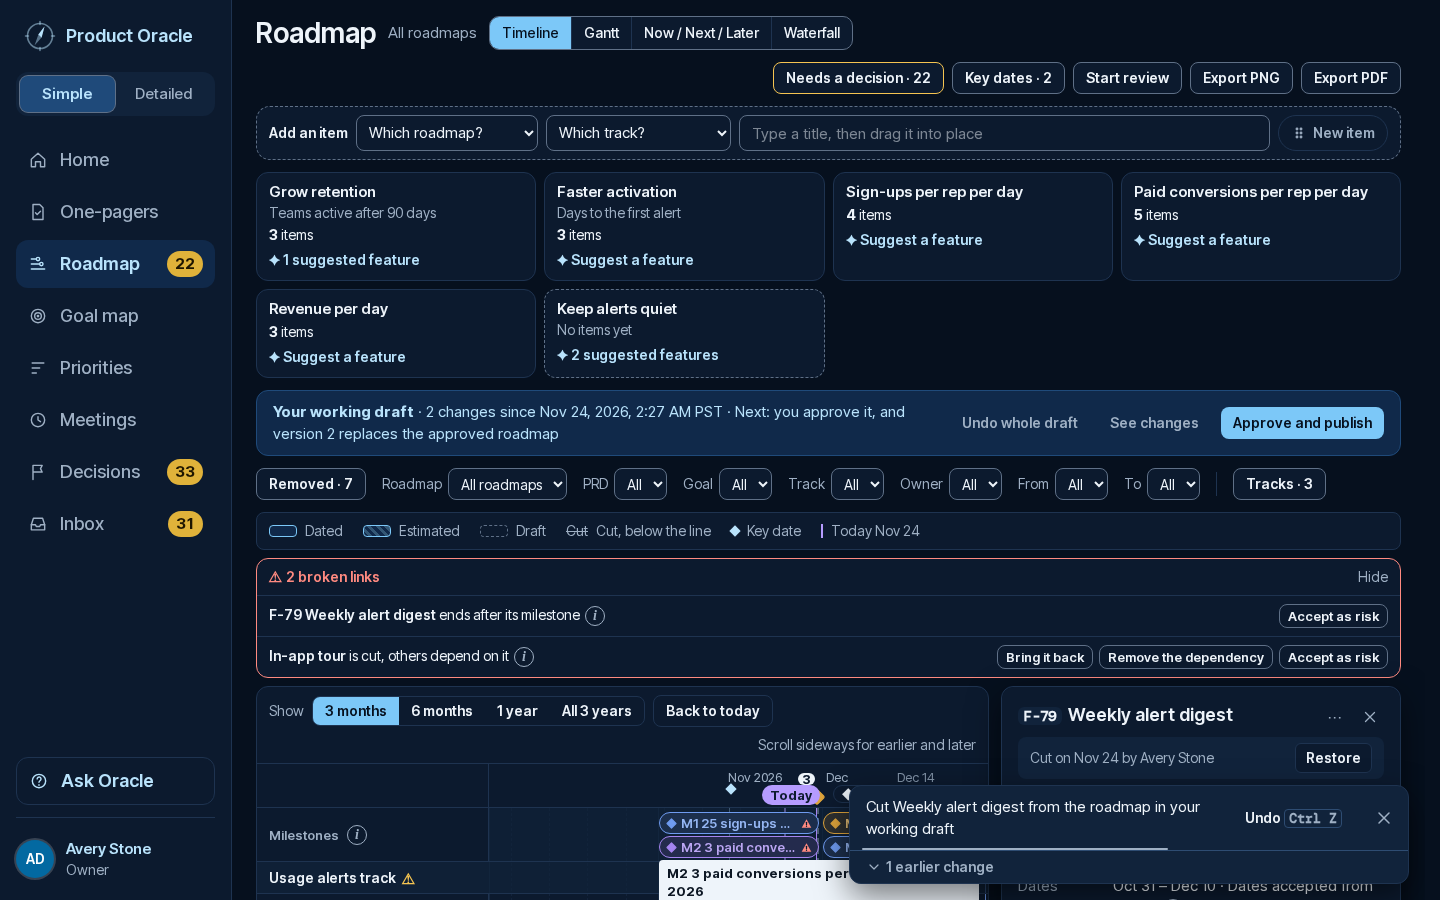 Product Oracle
Simple
Detailed
Home
One-pagers
Roadmap
22
Goal map
Priorities
Meetings
Decisions
33
Inbox
31
Ask Oracle
AD
Avery Stone
Owner
Roadmap
All roadmaps
Timeline
Gantt
Now / Next / Later
Waterfall
Needs a decision · 22
Key dates · 2
Start review
Export PNG
Export PDF
Add an item
Which roadmap?
Which track?
Type a title, then drag it into place
New item
Grow retention
Teams active after 90 days
3 items
1 suggested feature
Faster activation
Days to the first alert
3 items
Suggest a feature
Sign-ups per rep per day
4 items
Suggest a feature
Paid conversions per rep per day
5 items
Suggest a feature
Revenue per day
3 items
Suggest a feature
Keep alerts quiet
No items yet
2 suggested features
Your working draft · 2 changes since Nov 24, 2026, 2:27 AM PST · Next: you approve it, and
version 2 replaces the approved roadmap
Undo whole draft
See changes
Approve and publish
Removed · 7
Roadmap
All roadmaps
PRD
All
Goal
All
Track
All
Owner
All
From
All
To
All
Tracks · 3
Dated
Estimated
Draft
Cut
Cut, below the line
Key date
Today Nov 24
2 broken links
Hide
F-79 Weekly alert digest ends after its milestone
Accept as risk
In-app tour is cut, others depend on it
Bring it back
Remove the dependency
Accept as risk
Show
3 months
6 months
1 year
All 3 years
Back to today
Scroll sideways for earlier and later
Nov 2026
3
Dec
Dec 14
Today
Milestones
M1 25 sign-ups ...
M2 3 paid conve...
Usage alerts track
M2 3 paid conversions per
2026
F-79 Weekly alert digest
Cut on Nov 24 by Avery Stone
Restore
Cut Weekly alert digest from the roadmap in your
working draft
Undo Ctrl Z
1 earlier change
Dates
Oct 31 – Dec 10 · Dates accepted from